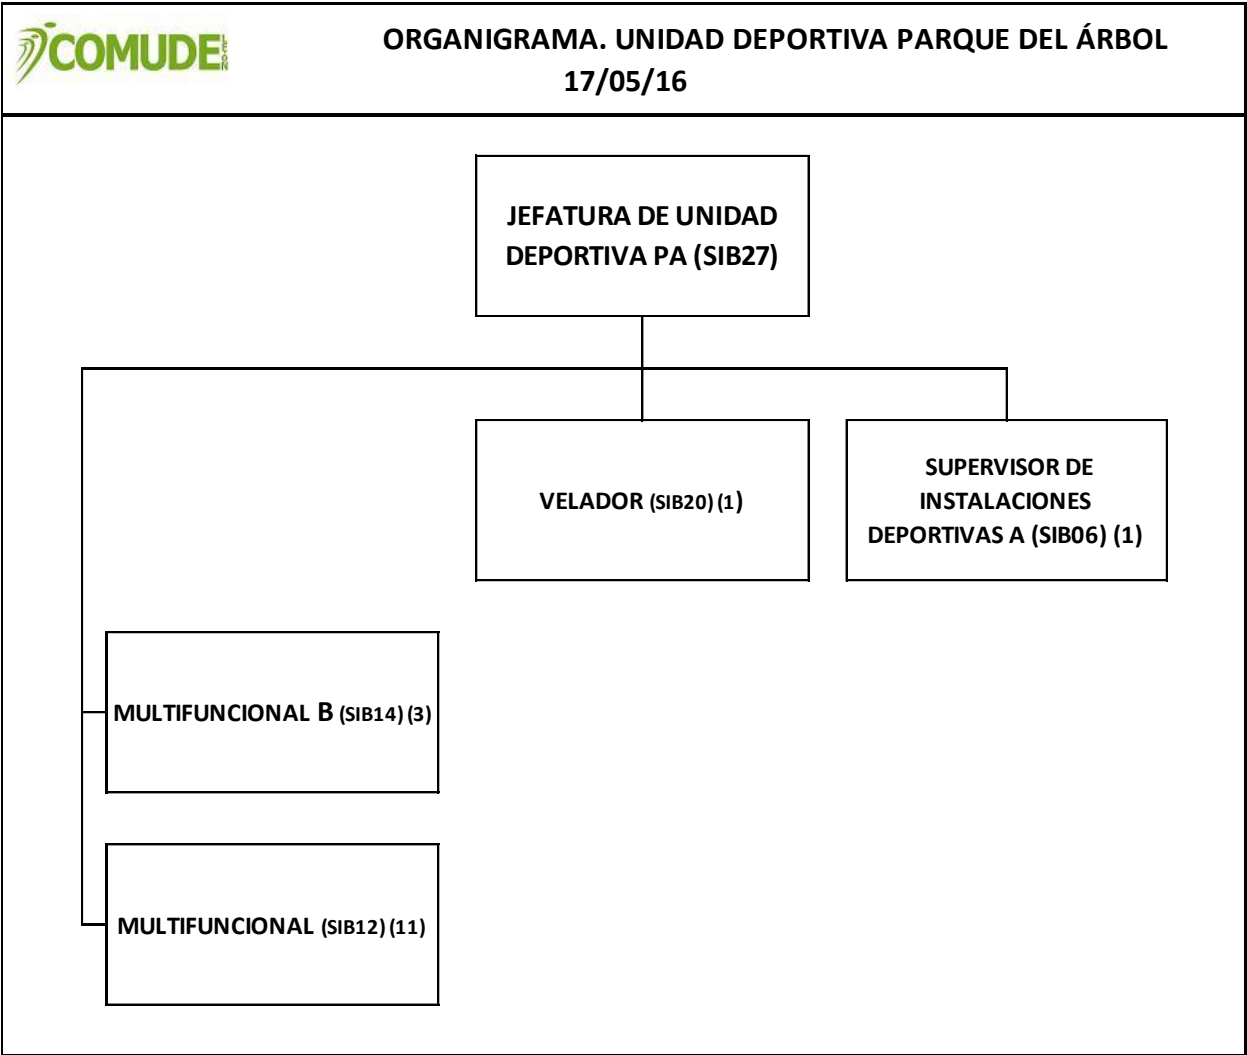 COMUDE LEÓN
ORGANIGRAMA. UNIDAD DEPORTIVA PARQUE DEL ÁRBOL
17/05/16
JEFATURA DE UNIDAD
DEPORTIVA PA (SIB27)
VELADOR (SIB20) (1)
SUPERVISOR DE
INSTALACIONES
DEPORTIVAS A (SIB06) (1)
MULTIFUNCIONAL B (SIB14) (3)
MULTIFUNCIONAL (SIB12) (11)